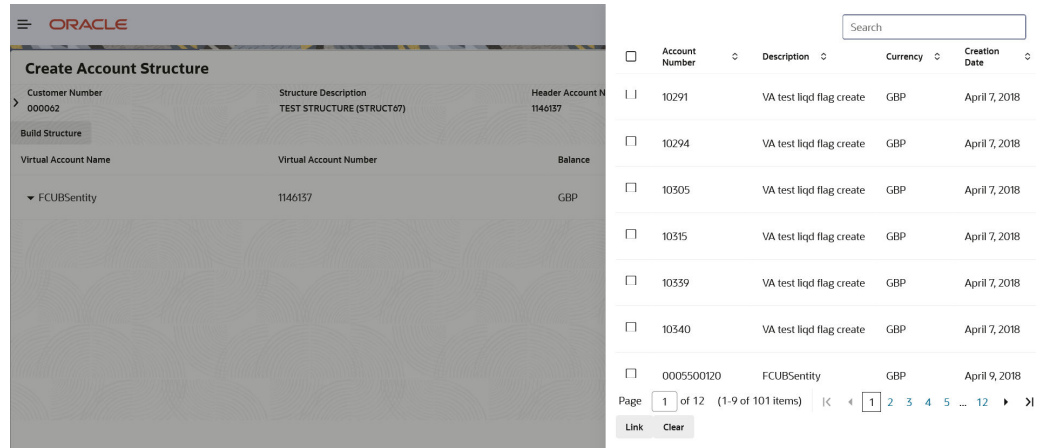 ORACLE
Create Account Structure
Customer Number Structure Description Header Account N
000062 TEST STRUCTURE (STRUCT67) 1146137
Build Structure
Virtual Account Name Virtual Account Number Balance
FCUBSentity 1146137 GBP
Search
Account Number Description Currency Creation Date
10291 VA test liqd flag create GBP April 7, 2018
10294 VA test liqd flag create GBP April 7, 2018
10305 VA test liqd flag create GBP April 7, 2018
10315 VA test liqd flag create GBP April 7, 2018
10339 VA test liqd flag create GBP April 7, 2018
10340 VA test liqd flag create GBP April 7, 2018
0005500120 FCUBSentity GBP April 9, 2018
Page 1 of 12 (1-9 of 101 items) 1 2 3 4 5 ... 12
Link Clear